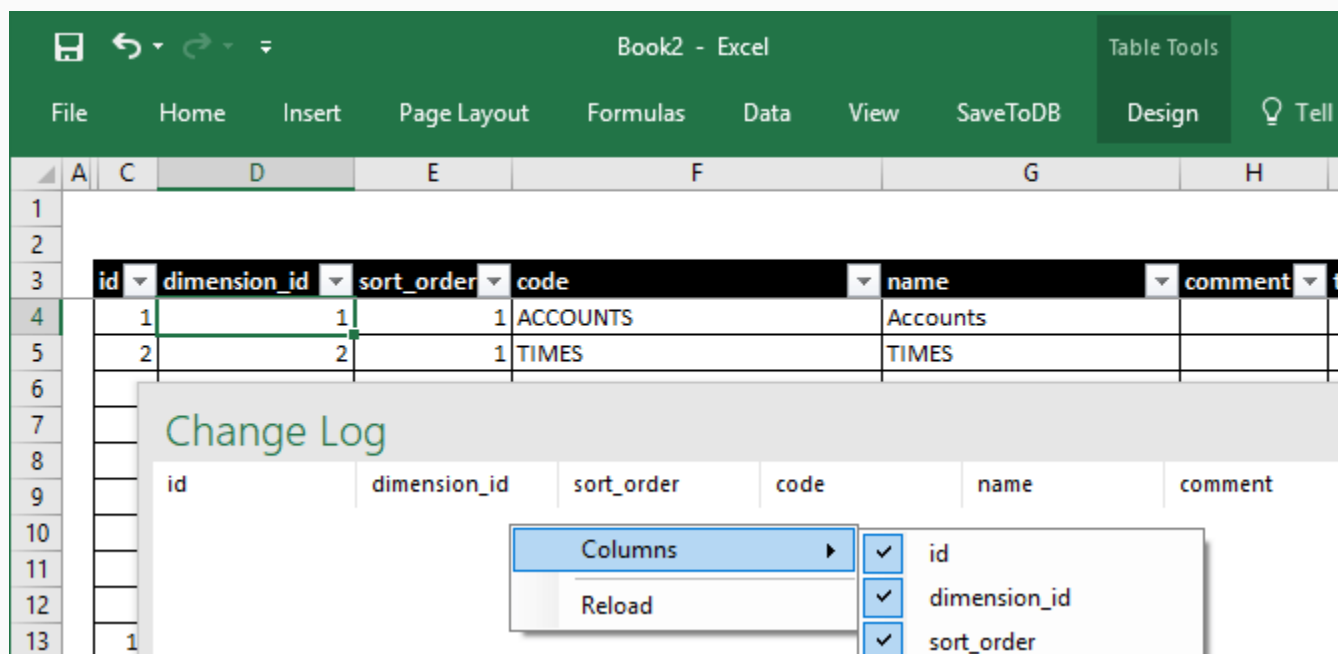 Book2 - Excel Table Tools
File Home Insert Page Layout Formulas Data View SaveToDB Design Tell
A C D E F G H
1
2
3 id dimension_id sort_order code name comment t
4 1 1 1 ACCOUNTS Accounts
5 2 2 1 TIMES TIMES
6
7 Change Log
8
9 id dimension_id sort_order code name comment
10 Columns id
11
12 Reload dimension_id
13 1 sort_order